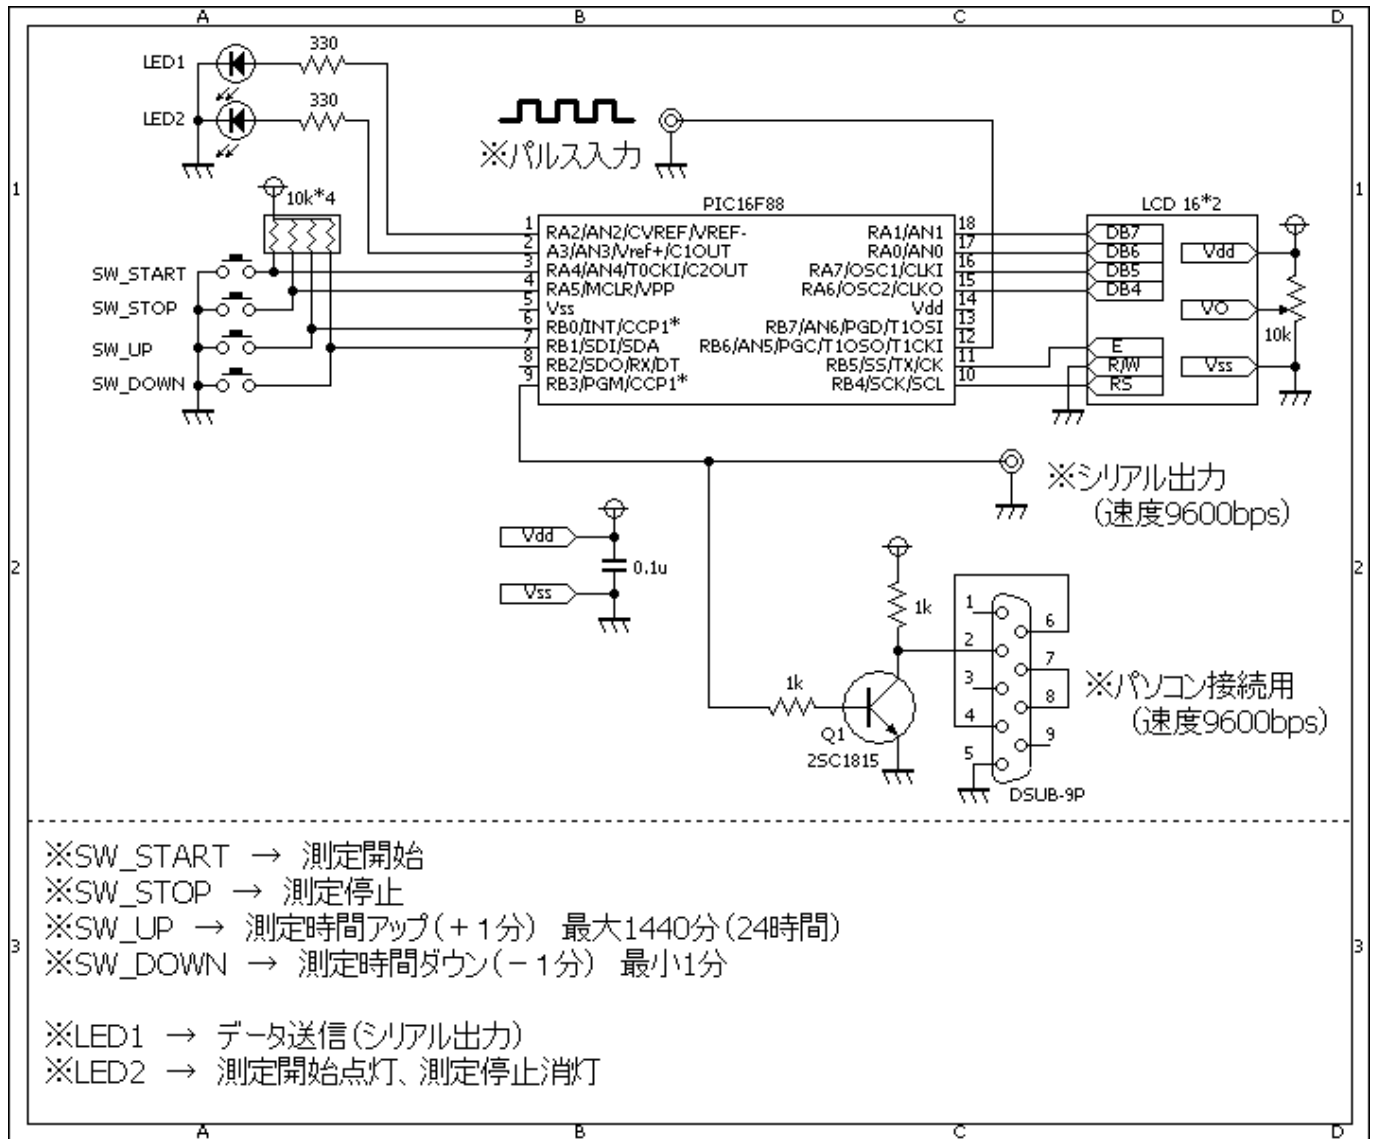 A B C D
LED1 330
LED2 330
※パルス入力
1 1
10k*4
PIC16F88
LCD 16*2
SW_START
SW_STOP
SW_UP
SW_DOWN
1 RA2/AN2/CVREF/VREF- RA1/AN1 18 DB7
2 A3/AN3/Vref+/C1OUT RA0/AN0 17 DB6 Vdd
3 RA4/AN4/T0CKI/C2OUT RA7/OSC1/CLKI 16 DB5
4 RA5/MCLR/VPP RA6/OSC2/CLKO 15 DB4
5 Vss Vdd 14 VO
6 RB0/INT/CCP1* RB7/AN6/PGD/T1OSI 13 10k
7 RB1/SDI/SDA RB6/AN5/PGC/T1OSO/T1CKI 12 E
8 RB2/SDO/RX/DT RB5/SS/TX/CK 11 R/W Vss
9 RB3/PGM/CCP1* RB4/SCK/SCL 10 RS
※シリアル出力
(速度9600bps)
Vdd
2 0.1u 2
Vss
1k
1 6
2 7
3 8
4 9
5
1k
Q1
2SC1815
DSUB-9P
※パソコン接続用
(速度9600bps)
※SW_START → 測定開始
※SW_STOP → 測定停止
※SW_UP → 測定時間アップ(+1分) 最大1440分(24時間)
3 3
※SW_DOWN → 測定時間ダウン(-1分) 最小1分
※LED1 → データ送信(シリアル出力)
※LED2 → 測定開始点灯、測定停止消灯
A B C D